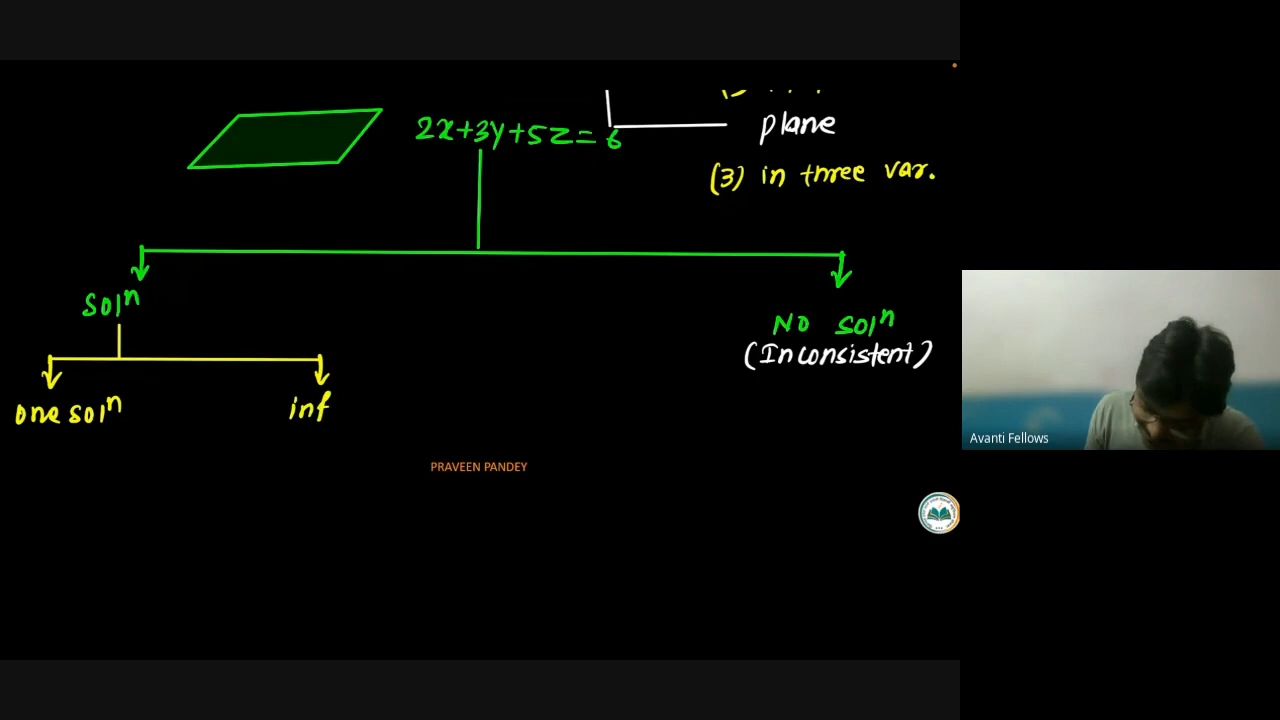 2x+3y+5z=6
plane
(3) in three var.
Solⁿ
NO Solⁿ
(Inconsistent)
one solⁿ
inf
PRAVEEN PANDEY
Avanti Fellows